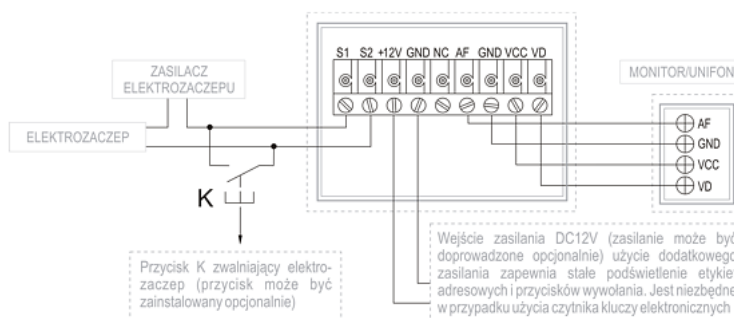 S1 S2 +12V GND NC AF GND VCC VD
ZASILACZ
ELEKTROZACZEPU
MONITOR/UNIFON
ELEKTROZACZEP
AF
GND
VCC
VD
K
Przycisk K zwalniający elektro-
zaczep (przycisk może być
zainstalowany opcjonalnie)
Wejście zasilania DC12V (zasilanie może być
doprowadzone opcjonalnie) użycie dodatkowego
zasilania zapewnia stałe podświetlenie etykiet
adresowych i przycisków wywołania. Jest niezbędne
w przypadku użycia czytnika kluczy elektronicznych